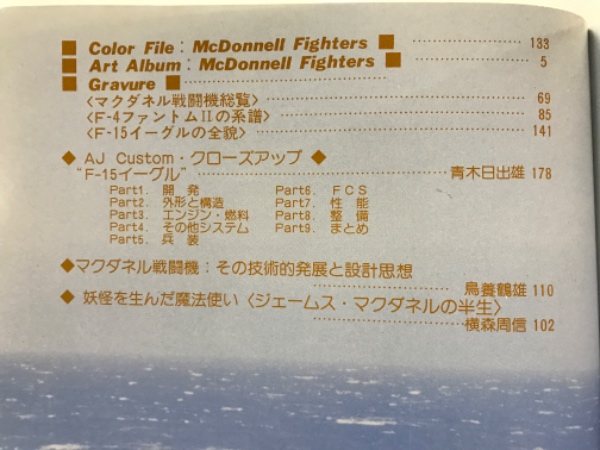 ■ Color File : McDonnell Fighters ■ ………………… 133
■ Art Album : McDonnell Fighters ■ ………………… 5
■ Gravure ■ …………………………
〈マクダネル戦闘機総覧〉 ………………………… 69
〈F-4ファントムIIの系譜〉 ………………………… 85
〈F-15イーグルの全貌〉 ………………………… 141
◆ AJ Custom・クローズアップ ◆
“F-15イーグル” ………………………… 青木日出雄 178
Part1. 開 発
Part2. 外形と構造
Part3. エンジン・燃料
Part4. その他システム
Part5. 兵 装
Part6. FCS
Part7. 性 能
Part8. 整 備
Part9. まとめ
◆マクダネル戦闘機：その技術的発展と設計思想
………………… 鳥養鶴雄 110
◆ 妖怪を生んだ魔法使い〈ジェームス・マクダネルの半生〉
………………… 横森周信 102